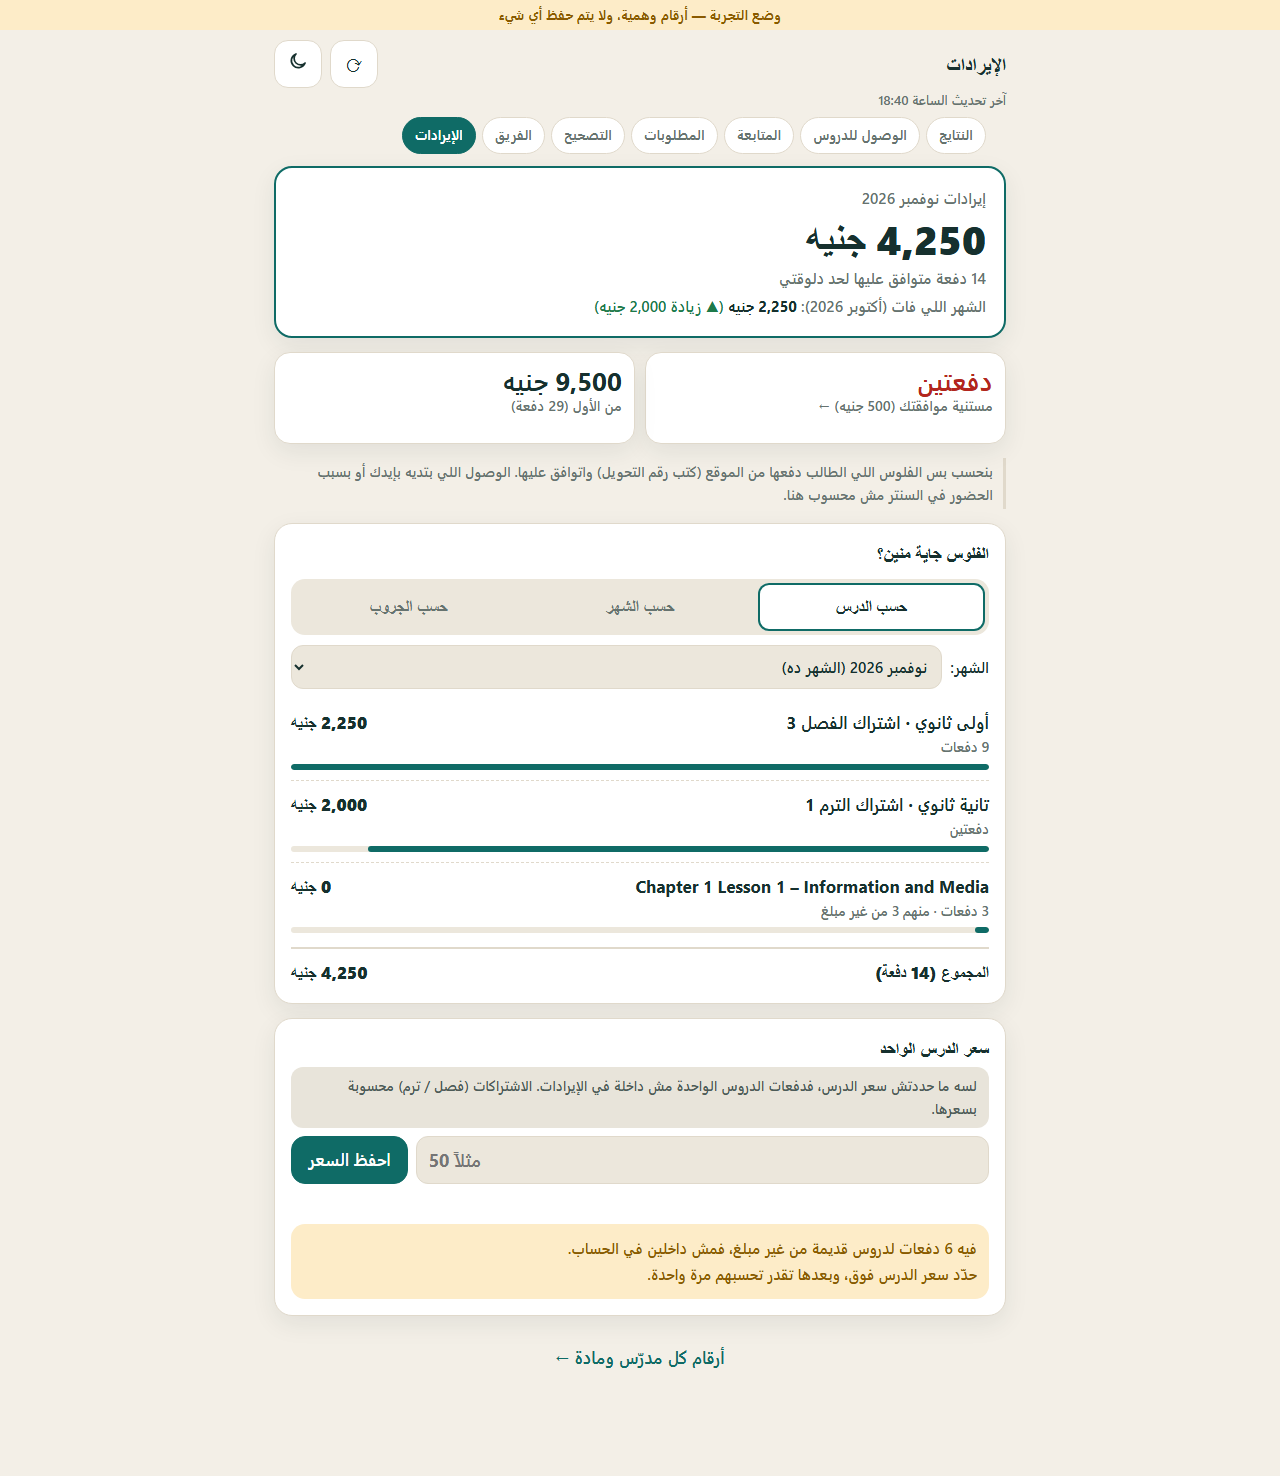 وضع التجربة — أرقام وهمية، ولا يتم حفظ أي شيء
الإيرادات
آخر تحديث الساعة 18:40
النتايج
الوصول للدروس
المتابعة
المطلوبات
التصحيح
الفريق
الإيرادات
إيرادات نوفمبر 2026
4,250 جنيه
14 دفعة متوافق عليها لحد دلوقتي
الشهر اللي فات (أكتوبر 2026): 2,250 جنيه (▲ زيادة 2,000 جنيه)
دفعتين
مستنية موافقتك (500 جنيه) ←
9,500 جنيه
من الأول (29 دفعة)
بنحسب بس الفلوس اللي الطالب دفعها من الموقع (كتب رقم التحويل) واتوافق عليها. الوصول اللي بتديه بإيدك أو بسبب
الحضور في السنتر مش محسوب هنا.
الفلوس جاية منين؟
حسب الدرس
حسب الشهر
حسب الجروب
الشهر:
نوفمبر 2026 (الشهر ده)
أولى ثانوي · اشتراك الفصل 3
2,250 جنيه
9 دفعات
تانية ثانوي · اشتراك الترم 1
2,000 جنيه
دفعتين
Chapter 1 Lesson 1 – Information and Media
0 جنيه
3 دفعات · منهم 3 من غير مبلغ
المجموع (14 دفعة)
4,250 جنيه
سعر الدرس الواحد
لسه ما حددتش سعر الدرس، فدفعات الدروس الواحدة مش داخلة في الإيرادات. الاشتراكات (فصل / ترم) محسوبة
بسعرها.
مثلاً 50
احفظ السعر
فيه 6 دفعات لدروس قديمة من غير مبلغ، فمش داخلين في الحساب.
حدّد سعر الدرس فوق، وبعدها تقدر تحسبهم مرة واحدة.
أرقام كل مدرّس ومادة ←